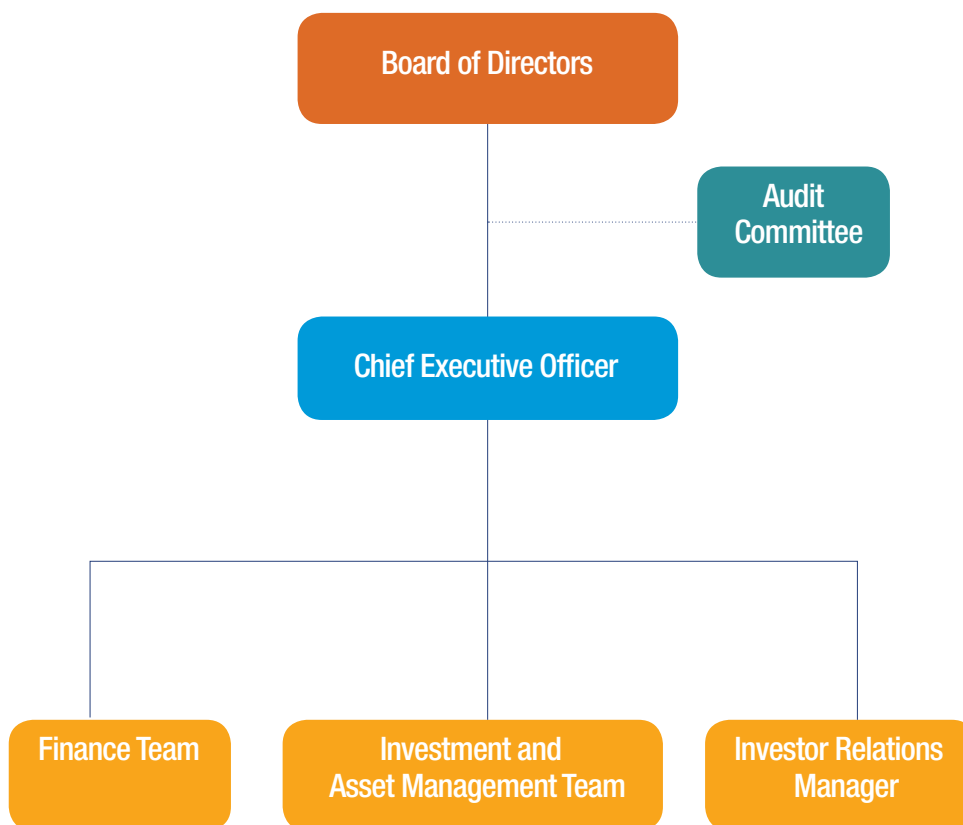 Board of Directors
Audit
Committee
Chief Executive Officer
Finance Team
Investment and
Asset Management Team
Investor Relations
Manager